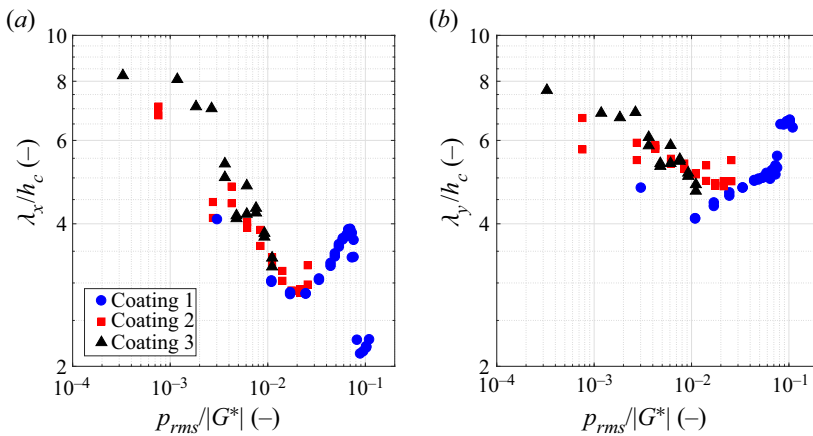 (a)
10
8
6
4
2
λx/hc (–)
Coating 1
Coating 2
Coating 3
10−4 10−3 10−2 10−1
prms/|G*| (–)
(b)
10
8
6
4
2
λy/hc (–)
10−4 10−3 10−2 10−1
prms/|G*| (–)